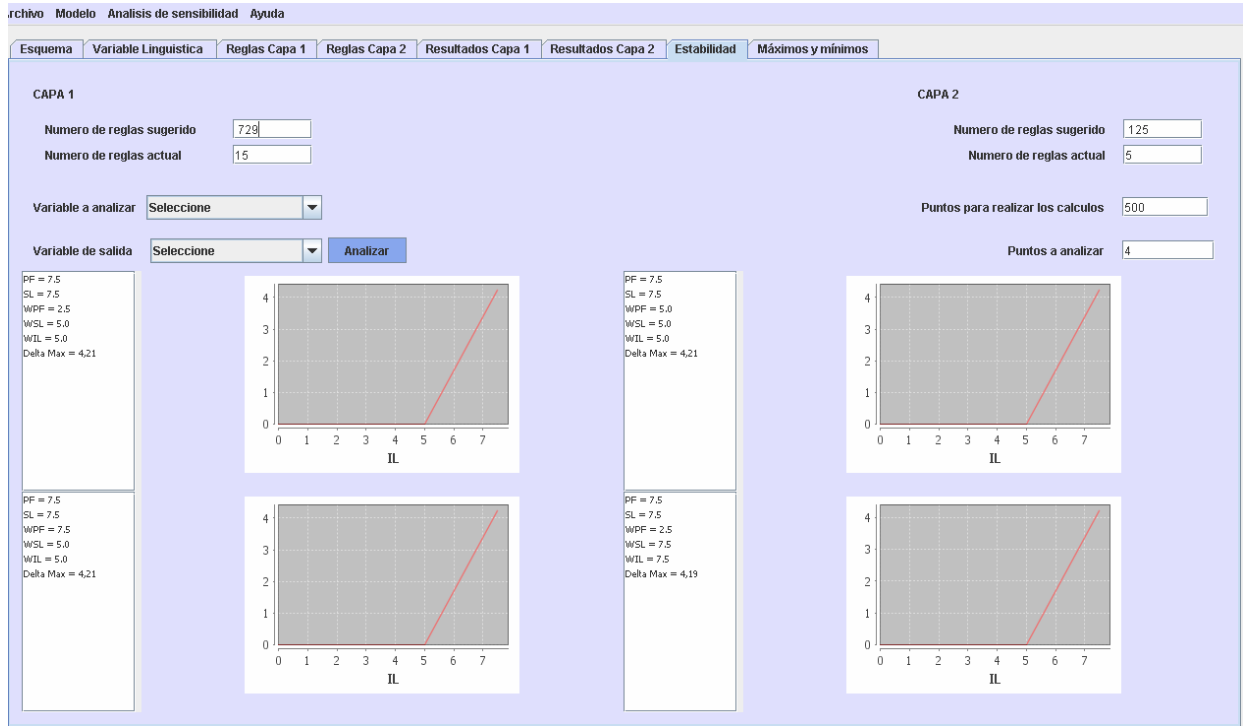 rchivo Modelo Analisis de sensibilidad Ayuda
Esquema Variable Linguistica Reglas Capa 1 Reglas Capa 2 Resultados Capa 1 Resultados Capa 2 Estabilidad Máximos y mínimos
CAPA 1
Numero de reglas sugerido 729
Numero de reglas actual 15
CAPA 2
Numero de reglas sugerido 125
Numero de reglas actual 5
Variable a analizar Seleccione
Puntos para realizar los calculos 500
Variable de salida Seleccione Analizar
Puntos a analizar 4
PF = 7.5
SL = 7.5
WPF = 2.5
WSL = 5.0
WIL = 5.0
Delta Max = 4,21
4
3
2
1
0
0 1 2 3 4 5 6 7
IL
PF = 7.5
SL = 7.5
WPF = 5.0
WSL = 5.0
WIL = 5.0
Delta Max = 4,21
4
3
2
1
0
0 1 2 3 4 5 6 7
IL
PF = 7.5
SL = 7.5
WPF = 7.5
WSL = 5.0
WIL = 5.0
Delta Max = 4,21
4
3
2
1
0
0 1 2 3 4 5 6 7
IL
PF = 7.5
SL = 7.5
WPF = 2.5
WSL = 7.5
WIL = 7.5
Delta Max = 4,19
4
3
2
1
0
0 1 2 3 4 5 6 7
IL